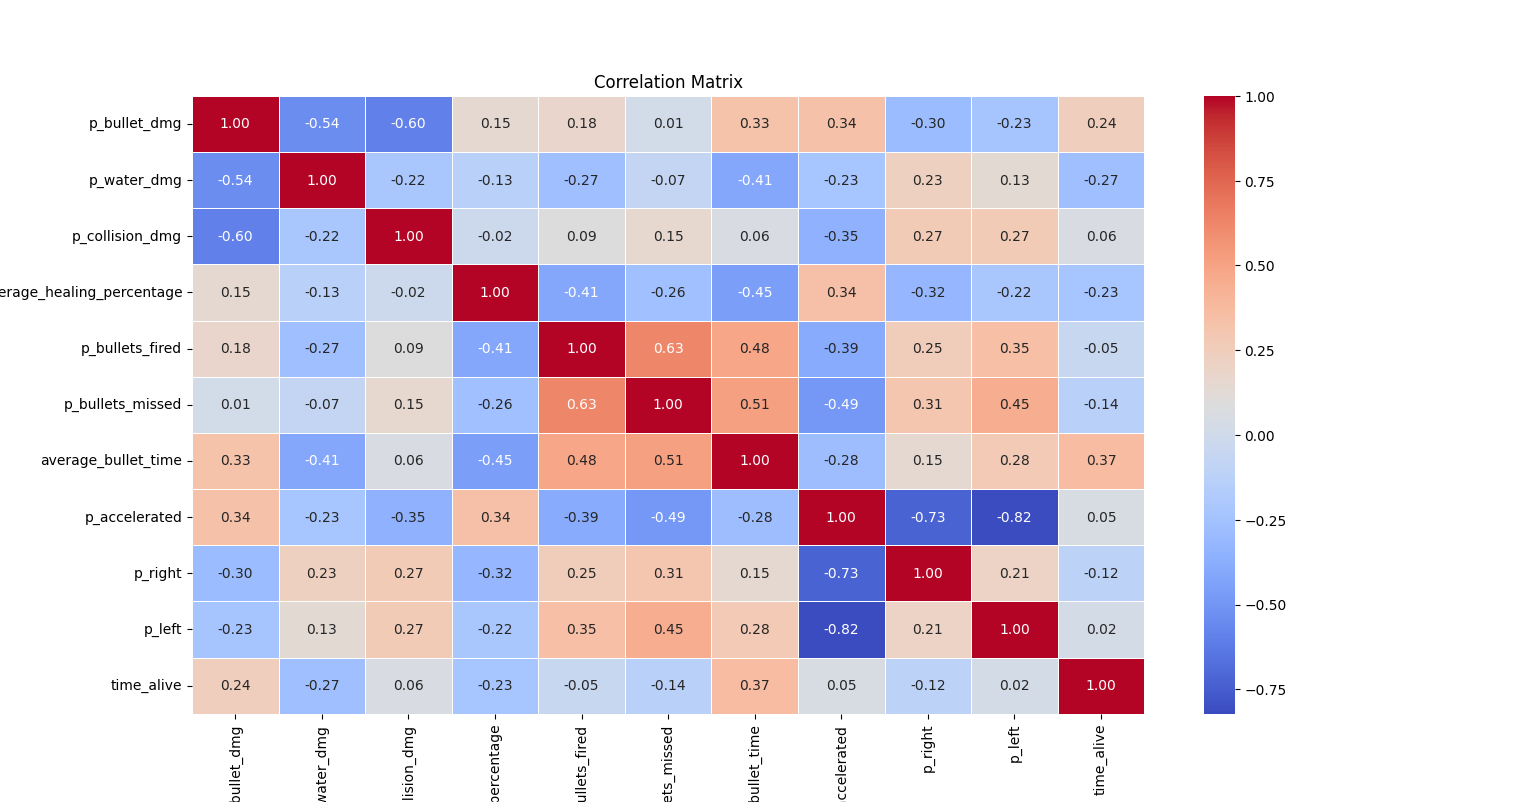 Correlation Matrix
p_bullet_dmg 1.00 -0.54 -0.60 0.15 0.18 0.01 0.33 0.34 -0.30 -0.23 0.24
p_water_dmg -0.54 1.00 -0.22 -0.13 -0.27 -0.07 -0.41 -0.23 0.23 0.13 -0.27
p_collision_dmg -0.60 -0.22 1.00 -0.02 0.09 0.15 0.06 -0.35 0.27 0.27 0.06
erage_healing_percentage 0.15 -0.13 -0.02 1.00 -0.41 -0.26 -0.45 0.34 -0.32 -0.22 -0.23
p_bullets_fired 0.18 -0.27 0.09 -0.41 1.00 0.63 0.48 -0.39 0.25 0.35 -0.05
p_bullets_missed 0.01 -0.07 0.15 -0.26 0.63 1.00 0.51 -0.49 0.31 0.45 -0.14
average_bullet_time 0.33 -0.41 0.06 -0.45 0.48 0.51 1.00 -0.28 0.15 0.28 0.37
p_accelerated 0.34 -0.23 -0.35 0.34 -0.39 -0.49 -0.28 1.00 -0.73 -0.82 0.05
p_right -0.30 0.23 0.27 -0.32 0.25 0.31 0.15 -0.73 1.00 0.21 -0.12
p_left -0.23 0.13 0.27 -0.22 0.35 0.45 0.28 -0.82 0.21 1.00 0.02
time_alive 0.24 -0.27 0.06 -0.23 -0.05 -0.14 0.37 0.05 -0.12 0.02 1.00
bullet_dmg
water_dmg
lision_dmg
percentage
ullets_fired
ets_missed
bullet_time
ccelerated
p_right
p_left
time_alive
1.00
0.75
0.50
0.25
0.00
−0.25
−0.50
−0.75